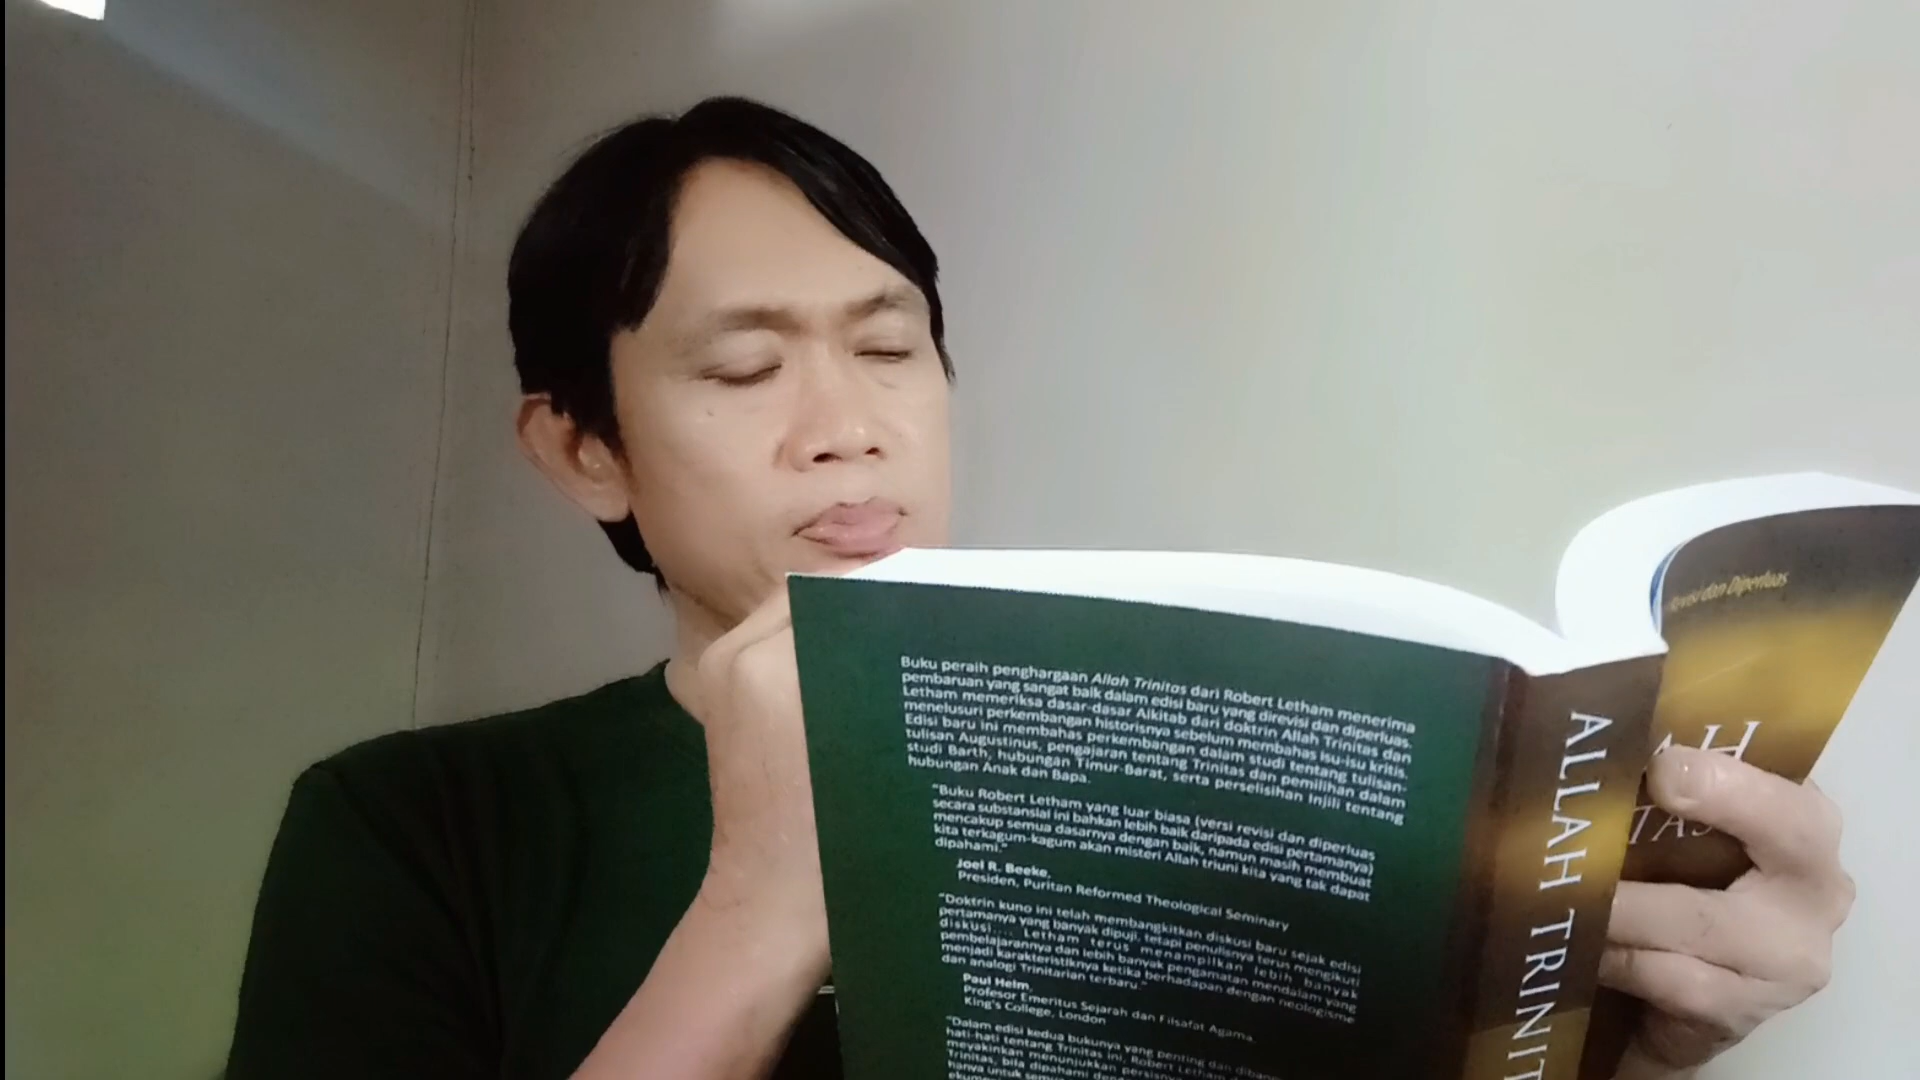 Buku peraih penghargaan Allah Trinitas dari Robert Letham menerima
pembaruan yang sangat baik dalam edisi baru yang direvisi dan diperluas.
Letham memeriksa dasar-dasar Alkitab dari doktrin Allah Trinitas dan
menelusuri perkembangan historisnya sebelum membahas isu-isu kritis.
Edisi baru ini membahas perkembangan dalam studi tentang tulisan-
tulisan Augustinus, pengajaran tentang Trinitas dan pemilihan dalam
studi Barth, hubungan Timur-Barat, serta perselisihan Injili tentang
hubungan Anak dan Bapa.
"Buku Robert Letham yang luar biasa (versi revisi dan diperluas
secara substansial ini bahkan lebih baik daripada edisi pertamanya)
mencakup semua dasarnya dengan baik, namun masih membuat
kita terkagum-kagum akan misteri Allah triuni kita yang tak dapat
dipahami."
Joel R. Beeke,
Presiden, Puritan Reformed Theological Seminary
"Doktrin kuno ini telah membangkitkan diskusi baru sejak edisi
pertamanya yang banyak dipuji, tetapi penulisnya terus mengikuti
diskusi.... Letham terus menampilkan lebih banyak
pembelajarannya dan lebih banyak pengamatan mendalam yang
menjadi karakteristiknya ketika berhadapan dengan neologisme
dan analogi Trinitarian terbaru."
Paul Helm,
Profesor Emeritus Sejarah dan Filsafat Agama,
King's College, London
"Dalam edisi kedua bukunya yang penting dan
hati-hati tentang Trinitas ini, Robert Letham
meyakinkan menunjukkan
Trinitas, bila dipahami
hanya untuk
ALLAH TRINIT
revisi dan Diperluas
AH
TAS